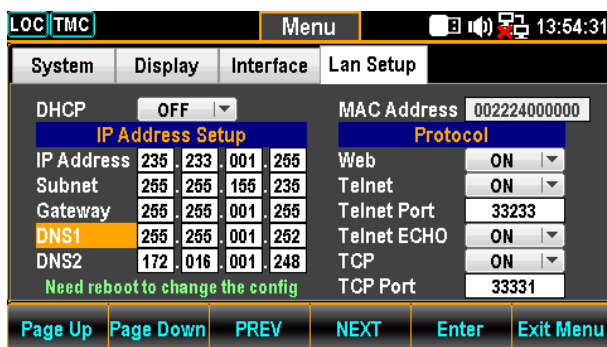 LOC TMC Menu 13:54:31
System Display Interface Lan Setup
DHCP OFF MAC Address 002224000000
IP Address Setup Protocol
IP Address 235 . 233 . 001 . 255 Web ON
Subnet 255 . 255 . 155 . 235 Telnet ON
Gateway 255 . 255 . 001 . 255 Telnet Port 33233
DNS1 255 . 255 . 001 . 252 Telnet ECHO ON
DNS2 172 . 016 . 001 . 248 TCP ON
Need reboot to change the config TCP Port 33331
Page Up Page Down PREV NEXT Enter Exit Menu